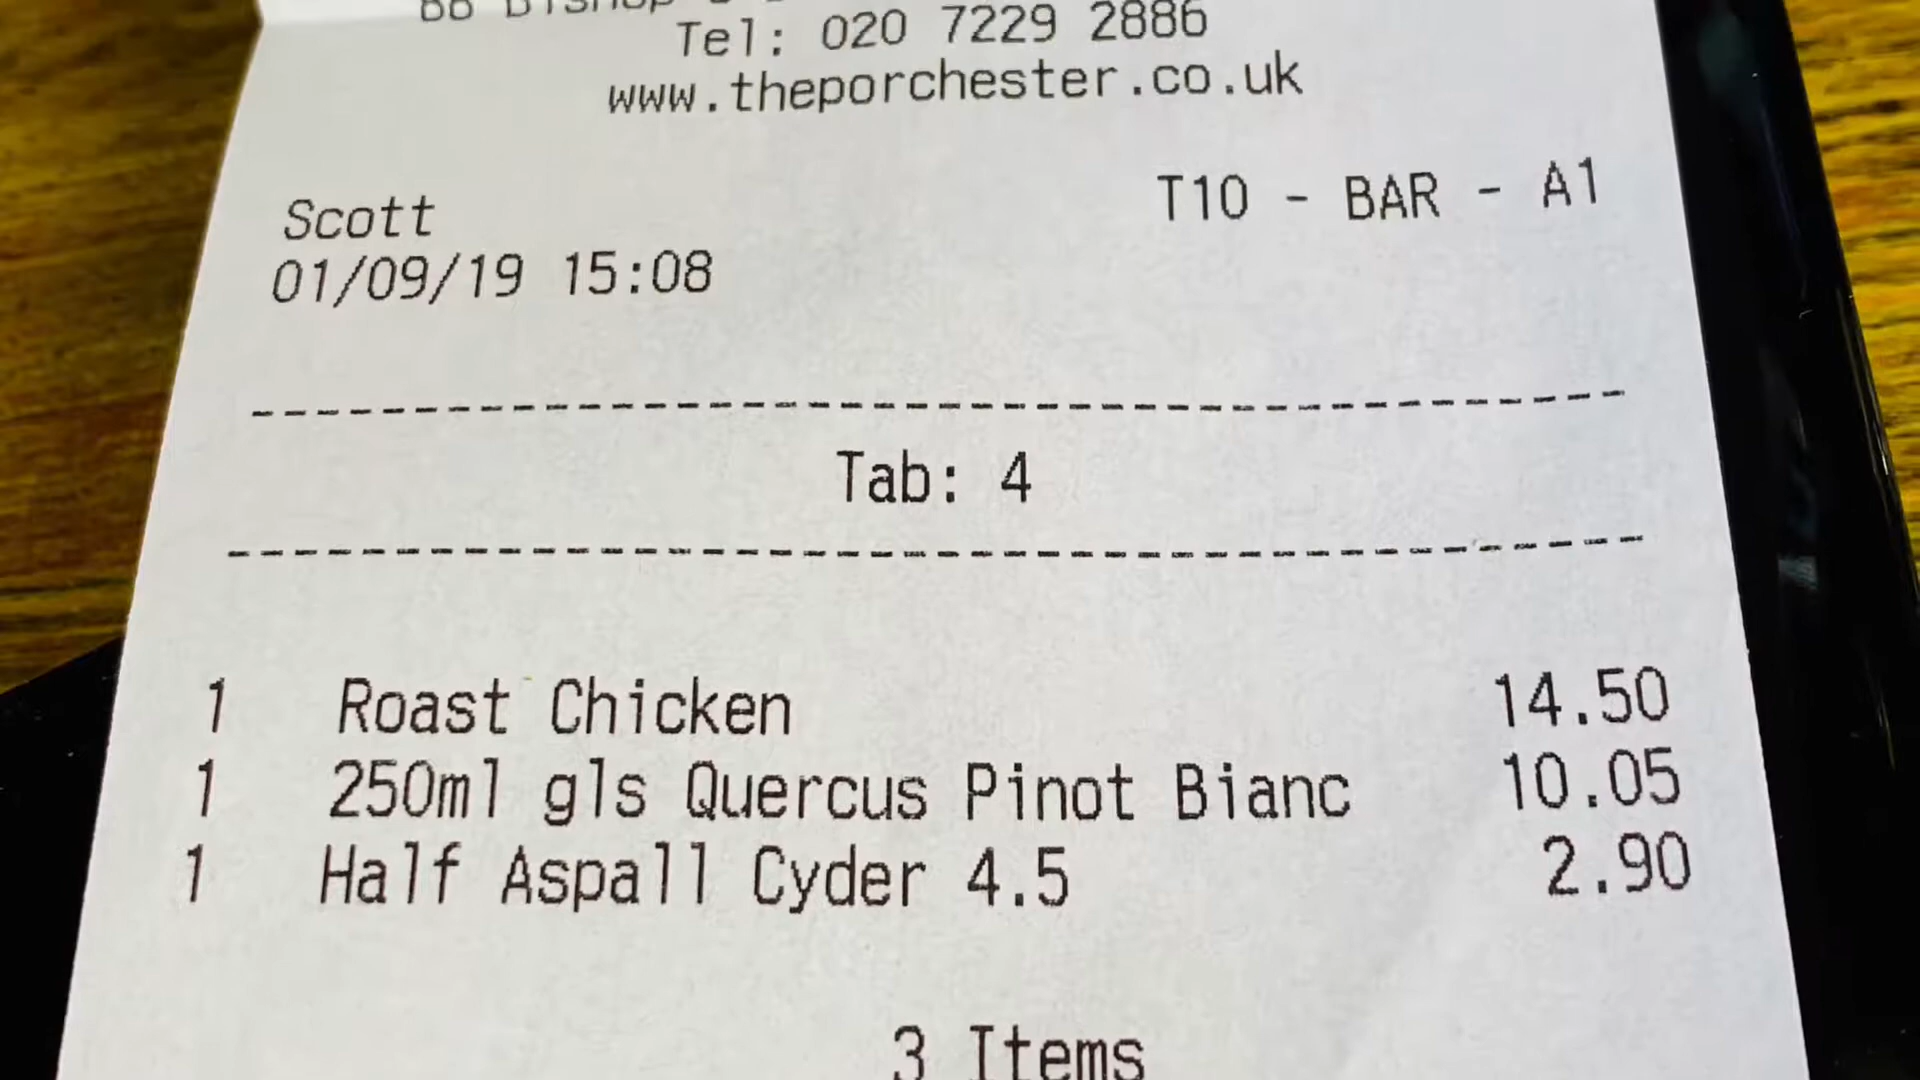 Tel: 020 7229 2886
www.theporchester.co.uk
Scott T10 - BAR - A1
01/09/19 15:08
Tab: 4
1 Roast Chicken 14.50
1 250ml gls Quercus Pinot Bianc 10.05
1 Half Aspall Cyder 4.5 2.90
3 Items